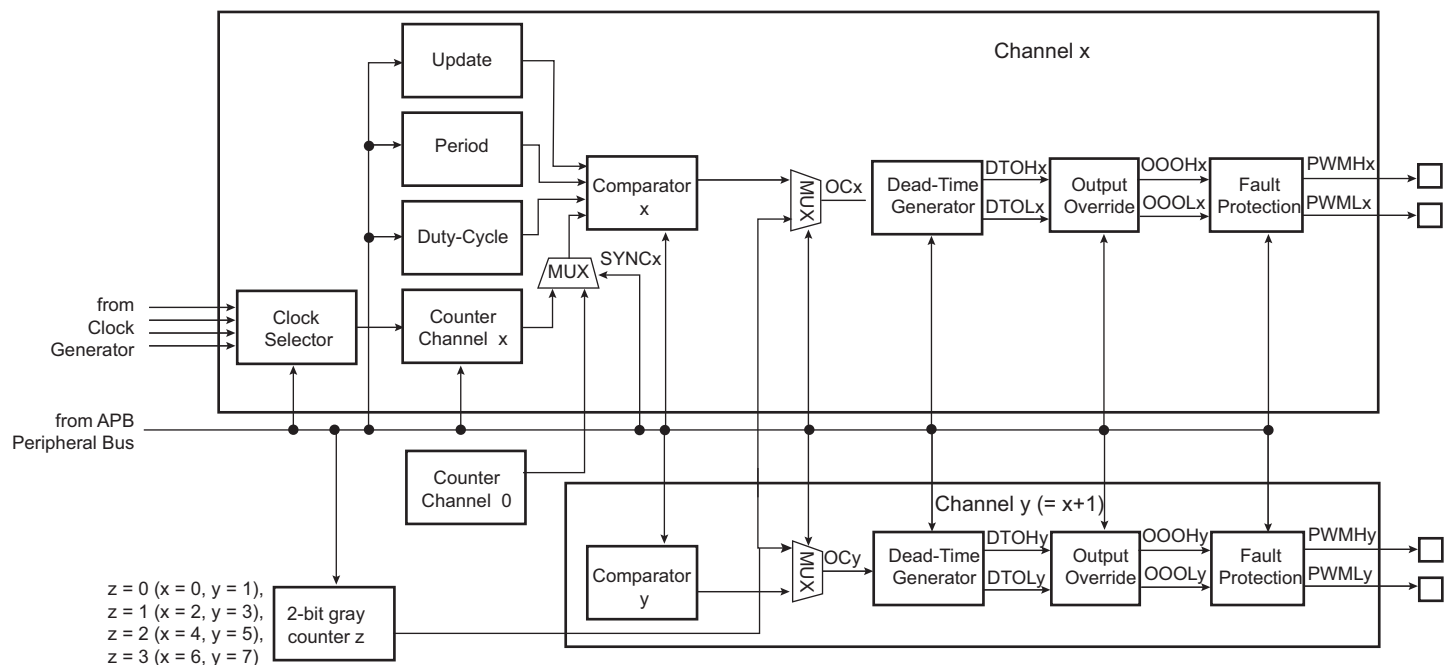 Channel x
Update
Period
Duty-Cycle
Comparator
x
MUX
SYNCx
MUX
OCx
Dead-Time
Generator
DTOHx
DTOLx
Output
Override
OOOHx
OOOLx
Fault
Protection
PWMHx
PWMLx
from
Clock
Generator
Clock
Selector
Counter
Channel x
from APB
Peripheral Bus
Counter
Channel 0
Channel y (= x+1)
Comparator
y
MUX
OCy
Dead-Time
Generator
DTOHy
DTOLy
Output
Override
OOOHy
OOOLy
Fault
Protection
PWMHy
PWMLy
z = 0 (x = 0, y = 1),
z = 1 (x = 2, y = 3),
z = 2 (x = 4, y = 5),
z = 3 (x = 6, y = 7)
2-bit gray
counter z